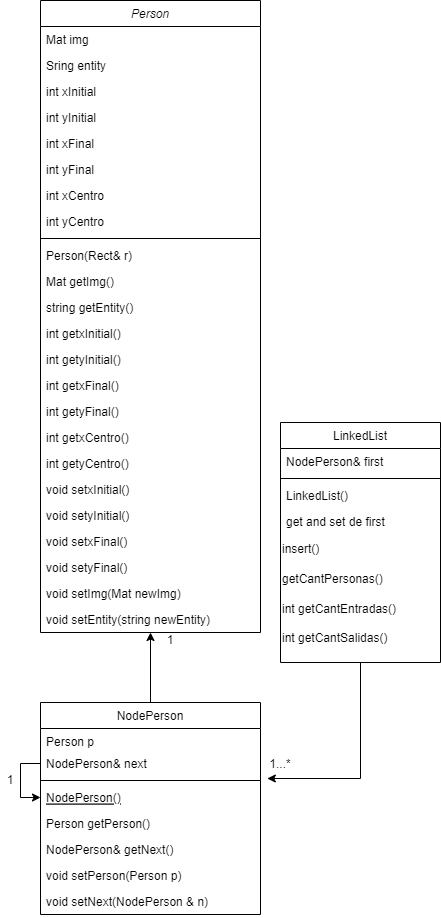 Person
Mat img
Sring entity
int xInitial
int yInitial
int xFinal
int yFinal
int xCentro
int yCentro
Person(Rect& r)
Mat getImg()
string getEntity()
int getxInitial()
int getyInitial()
int getxFinal()
int getyFinal()
int getxCentro()
int getyCentro()
void setxInitial()
void setyInitial()
void setxFinal()
void setyFinal()
void setImg(Mat newImg)
void setEntity(string newEntity)
1
LinkedList
NodePerson& first
LinkedList()
get and set de first
insert()
getCantPersonas()
int getCantEntradas()
int getCantSalidas()
1...*
NodePerson
Person p
NodePerson& next
1
NodePerson()
Person getPerson()
NodePerson& getNext()
void setPerson(Person p)
void setNext(NodePerson & n)